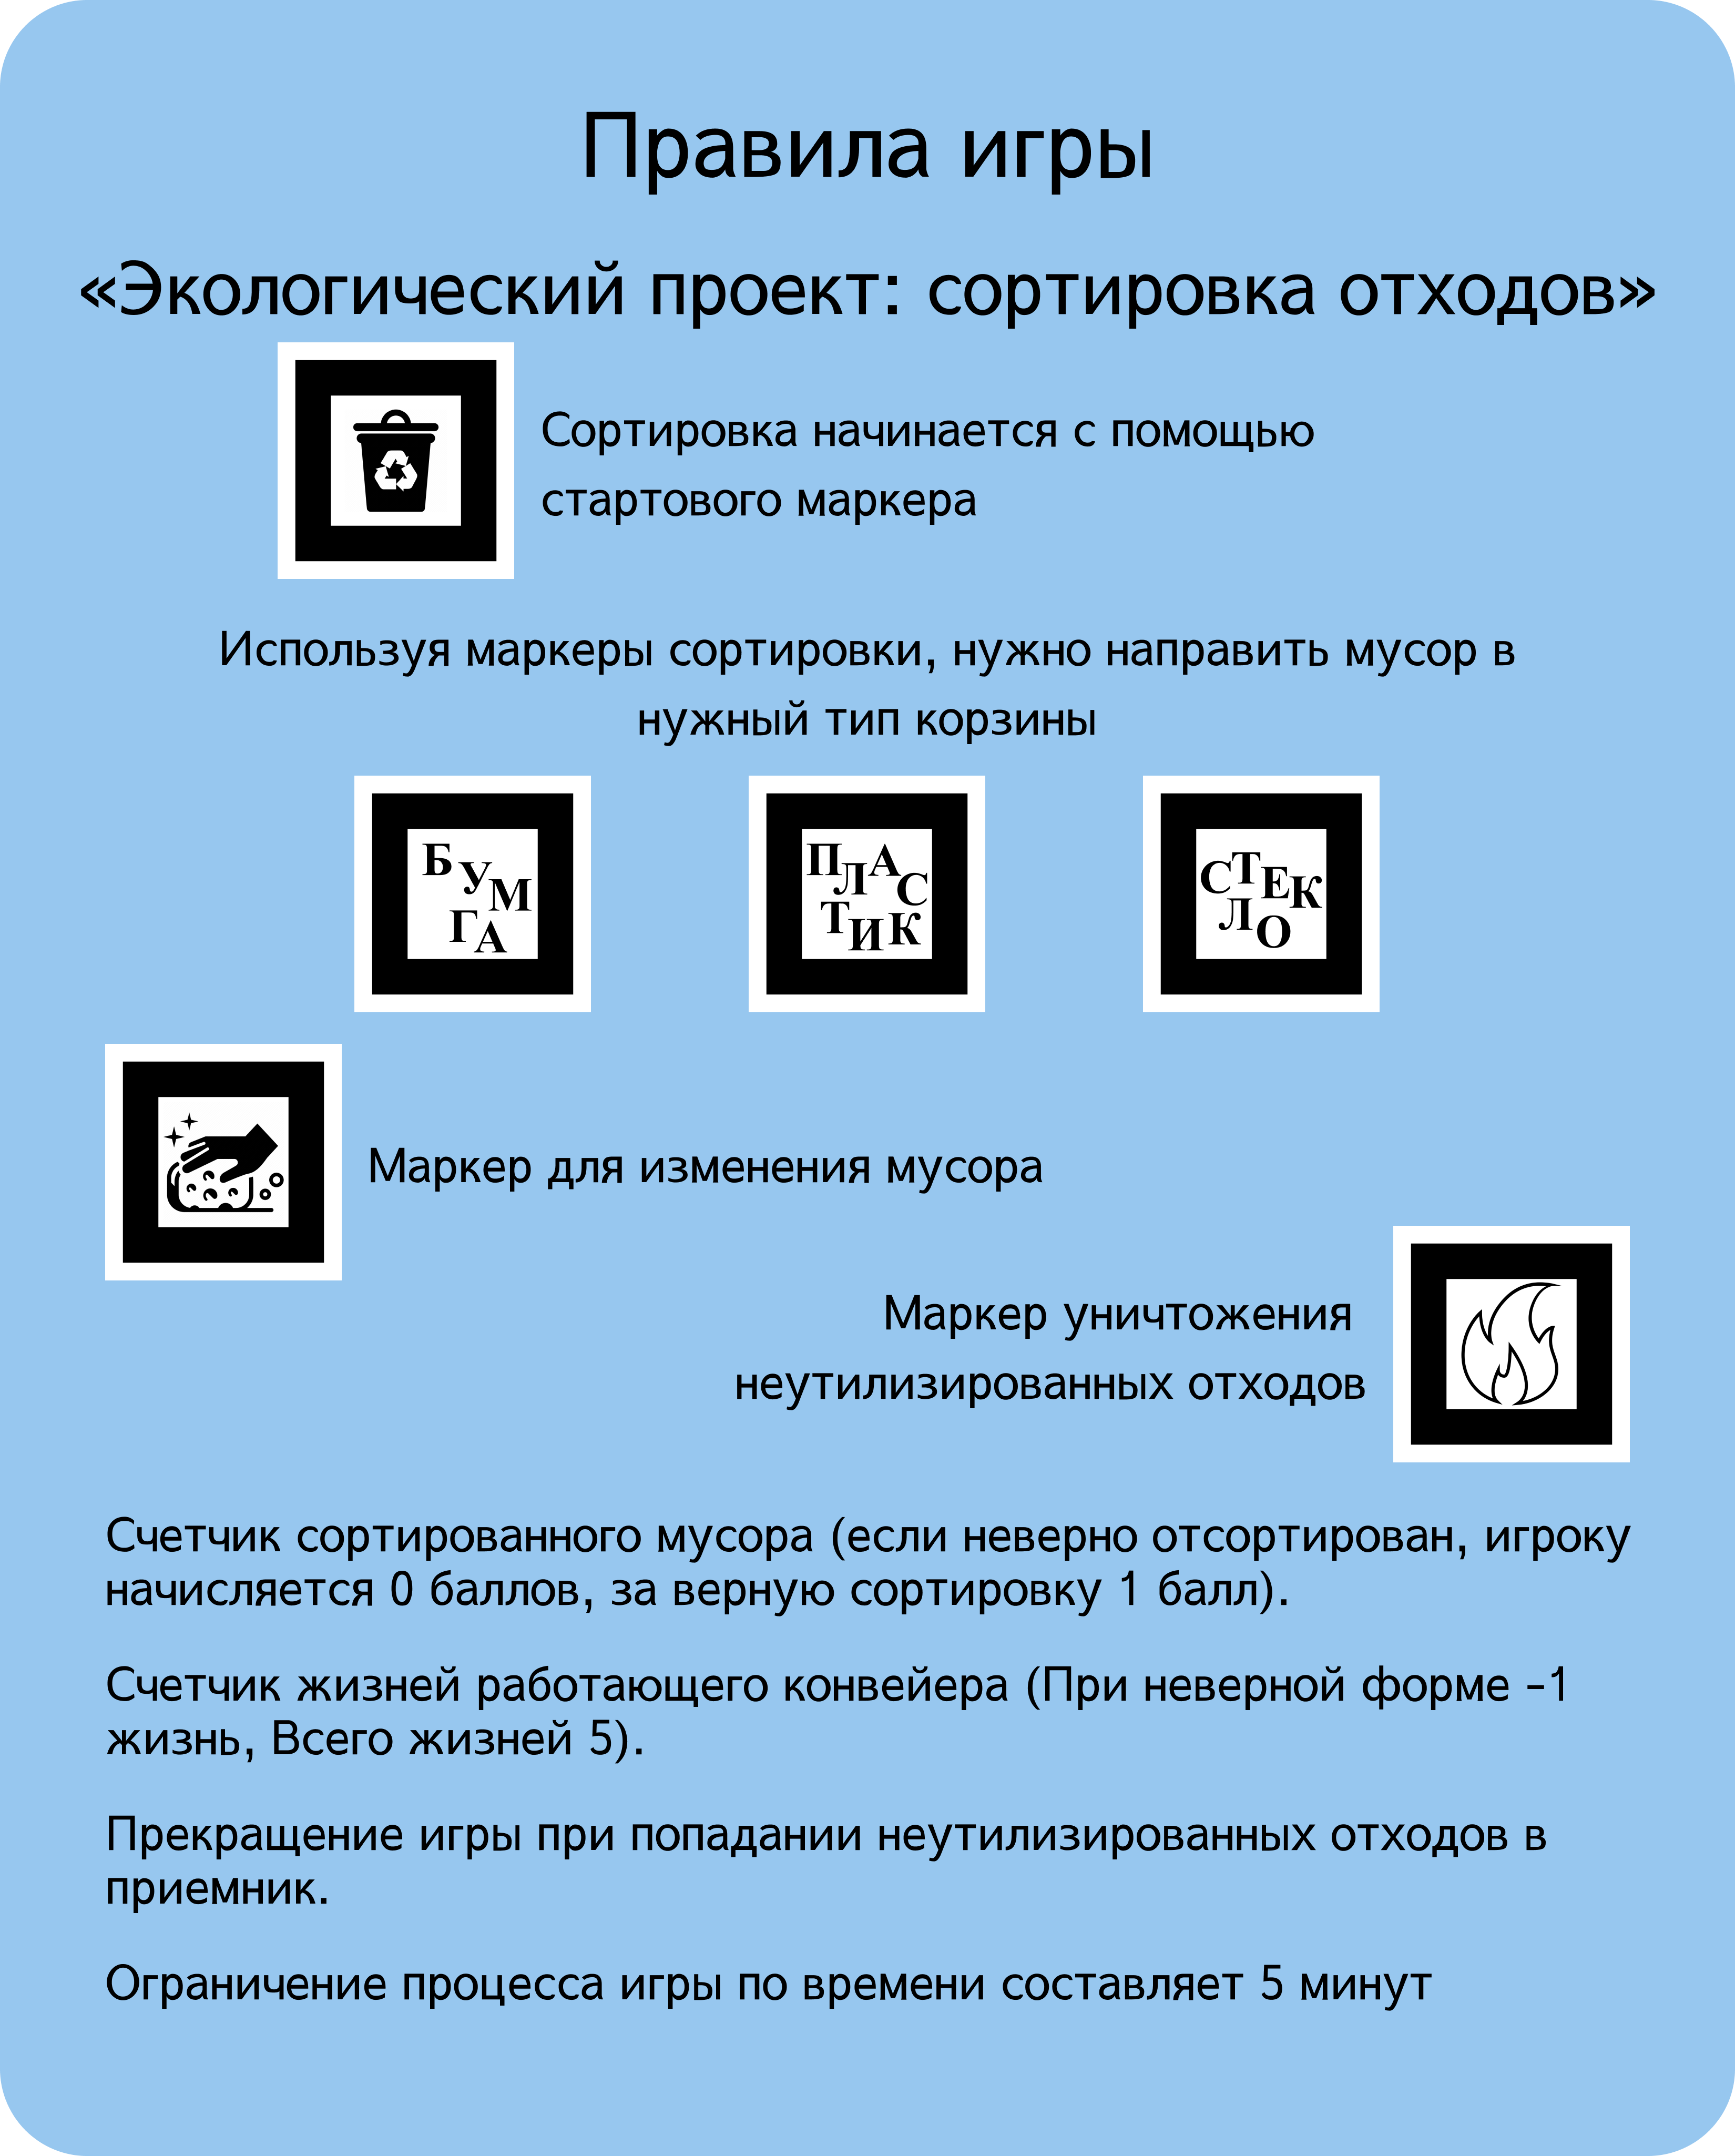 Правила игры
«Экологический проект: сортировка отходов»
Сортировка начинается с помощью
стартового маркера
Используя маркеры сортировки, нужно направить мусор в
нужный тип корзины
БУМГА
ПЛАСТИК
СТЕКЛО
Маркер для изменения мусора
Маркер уничтожения
неутилизированных отходов
Счетчик сортированного мусора (если неверно отсортирован, игроку
начисляется 0 баллов, за верную сортировку 1 балл).
Счетчик жизней работающего конвейера (При неверной форме -1
жизнь, Всего жизней 5).
Прекращение игры при попадании неутилизированных отходов в
приемник.
Ограничение процесса игры по времени составляет 5 минут